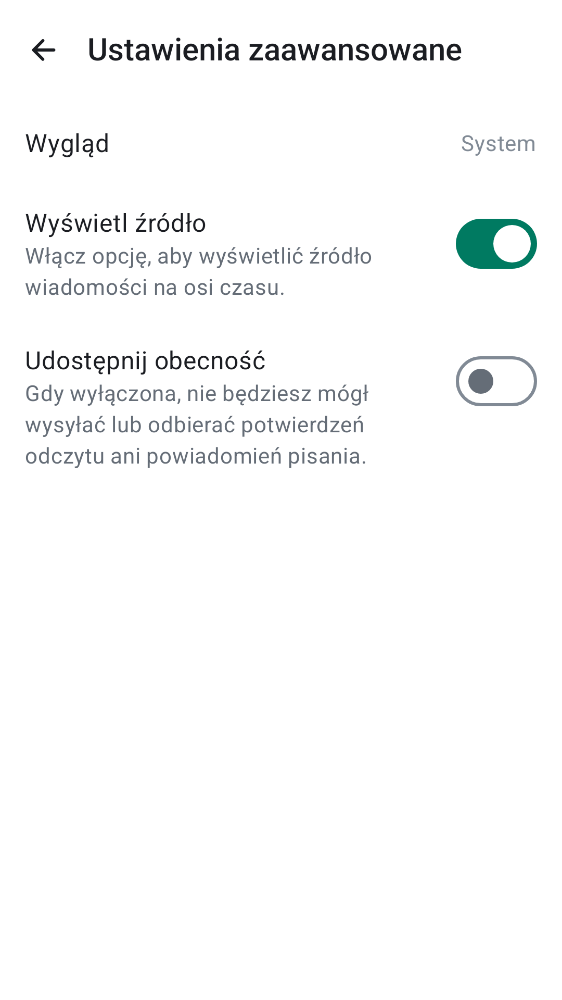 Ustawienia zaawansowane
Wygląd
System
Wyświetl źródło
Włącz opcję, aby wyświetlić źródło
wiadomości na osi czasu.
Udostępnij obecność
Gdy wyłączona, nie będziesz mógł
wysyłać lub odbierać potwierdzeń
odczytu ani powiadomień pisania.